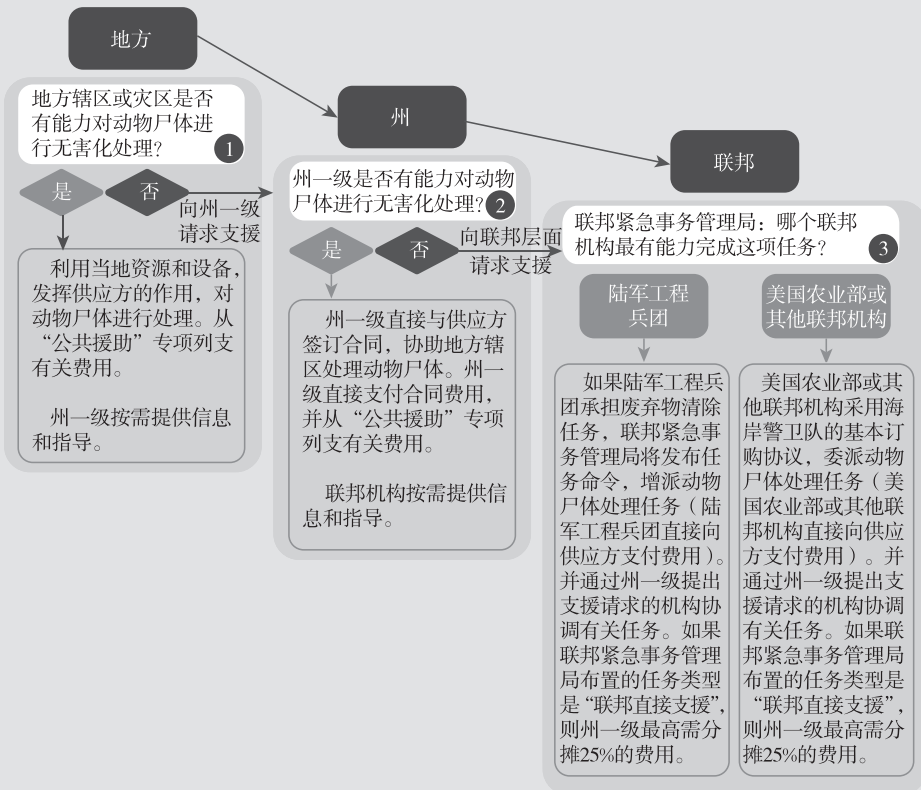 地方
地方辖区或灾区是否
有能力对动物尸体进
行无害化处理？
1
是
否
向州一级
请求支援
利用当地资源和设备，
发挥供应方的作用，对
动物尸体进行处理。从
“公共援助”专项列支
有关费用。
州一级按需提供信息
和指导。
州
州一级是否有能力对动物
尸体进行无害化处理？
2
是
否
向联邦层面
请求支援
州一级直接与供应方
签订合同，协助地方辖
区处理动物尸体。州一
级直接支付合同费用，
并从“公共援助”专项
列支有关费用。
联邦机构按需提供信
息和指导。
联邦
联邦紧急事务管理局：哪个联邦
机构最有能力完成这项任务？
3
陆军工程
兵团
如果陆军工程兵
团承担废弃物清除
任务，联邦紧急事
务管理局将发布任
务命令，增派动物
尸体处理任务（陆
军工程兵团直接向
供应方支付费用）。
并通过州一级提出
支援请求的机构协
调有关任务。如果
联邦紧急事务管理
局布置的任务类型
是“联邦直接支援”，
则州一级最高需分
摊25%的费用。
美国农业部或
其他联邦机构
美国农业部或其
他联邦机构采用海
岸警卫队的基本订
购协议，委派动物
尸体处理任务（美
国农业部或其他联
邦机构直接向供应
方支付费用）。并
通过州一级提出支
援请求的机构协调
有关任务。如果联
邦紧急事务管理局
布置的任务类型是
“联邦直接支援”，
则州一级最高需分
摊25%的费用。